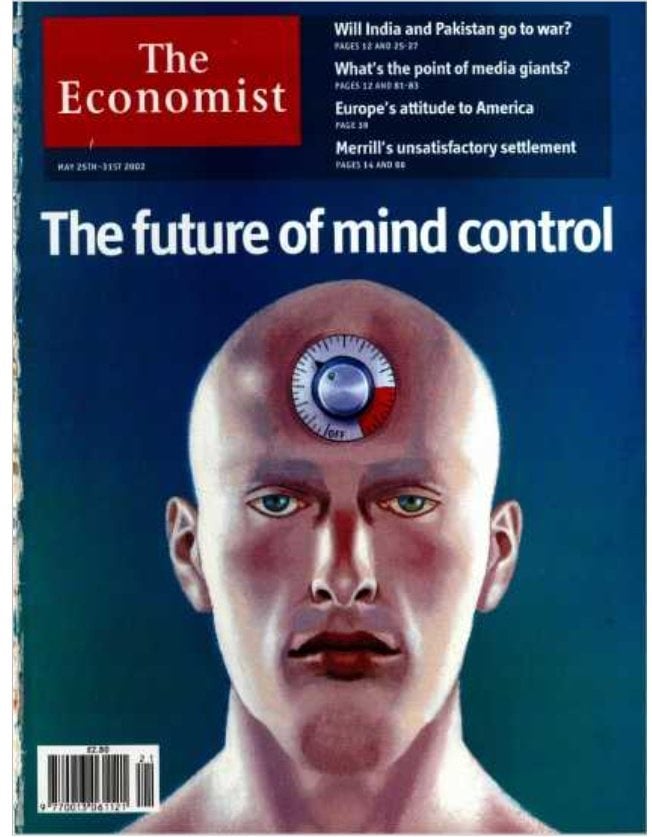 The
Economist
MAY 25TH–31ST 2002
Will India and Pakistan go to war?
PAGES 12 AND 25-27
What's the point of media giants?
PAGES 12 AND 81-83
Europe's attitude to America
PAGE 39
Merrill's unsatisfactory settlement
PAGES 14 AND 88
The future of mind control
OFF
£2.80
21
9 770013 061121